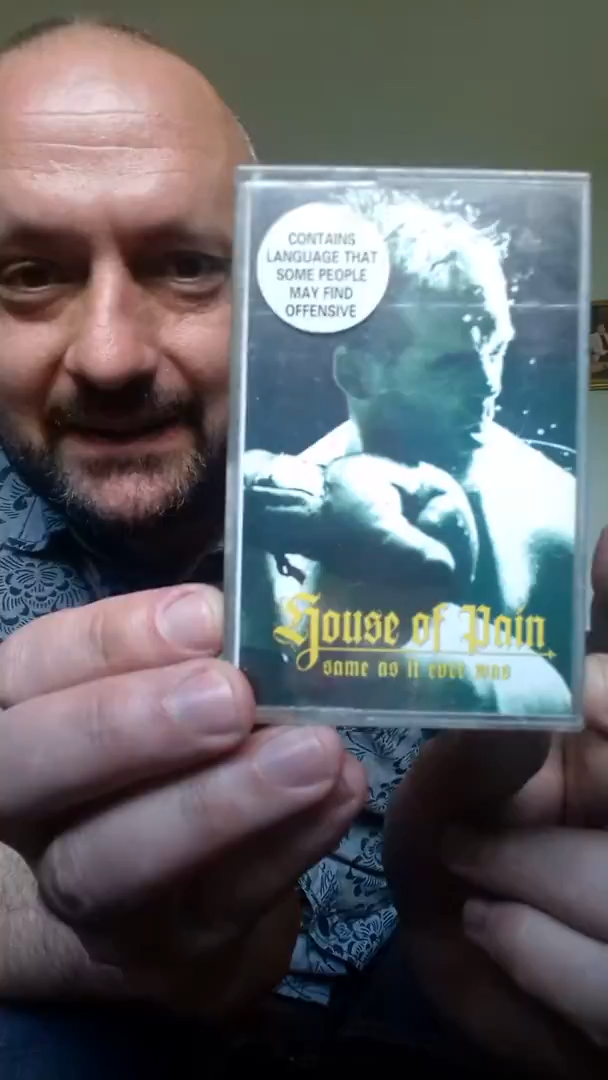 CONTAINS
LANGUAGE THAT
SOME PEOPLE
MAY FIND
OFFENSIVE
House of Pain
same as it ever was